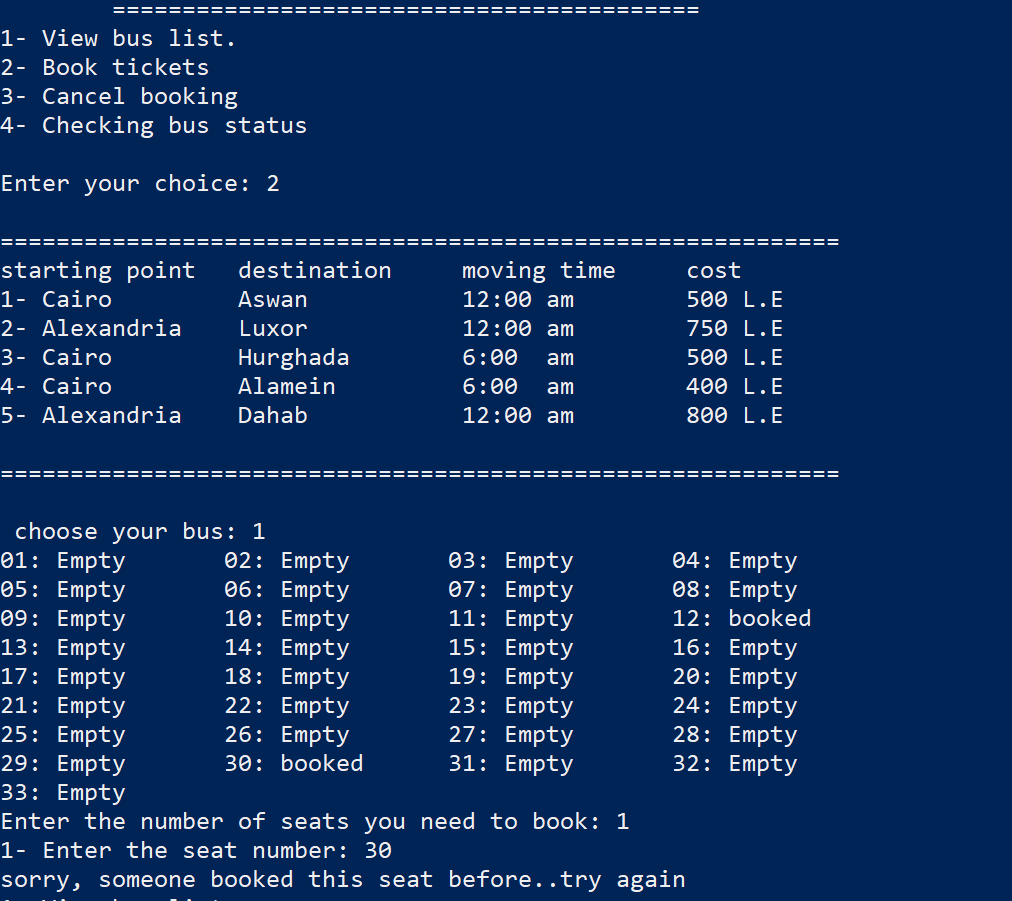 ==========================================
1- View bus list.
2- Book tickets
3- Cancel booking
4- Checking bus status
Enter your choice: 2
============================================================
starting point   destination     moving time     cost
1- Cairo         Aswan           12:00 am        500 L.E
2- Alexandria    Luxor           12:00 am        750 L.E
3- Cairo         Hurghada        6:00  am        500 L.E
4- Cairo         Alamein         6:00  am        400 L.E
5- Alexandria    Dahab           12:00 am        800 L.E
============================================================
choose your bus: 1
01: Empty       02: Empty       03: Empty       04: Empty
05: Empty       06: Empty       07: Empty       08: Empty
09: Empty       10: Empty       11: Empty       12: booked
13: Empty       14: Empty       15: Empty       16: Empty
17: Empty       18: Empty       19: Empty       20: Empty
21: Empty       22: Empty       23: Empty       24: Empty
25: Empty       26: Empty       27: Empty       28: Empty
29: Empty       30: booked      31: Empty       32: Empty
33: Empty
Enter the number of seats you need to book: 1
1- Enter the seat number: 30
sorry, someone booked this seat before..try again